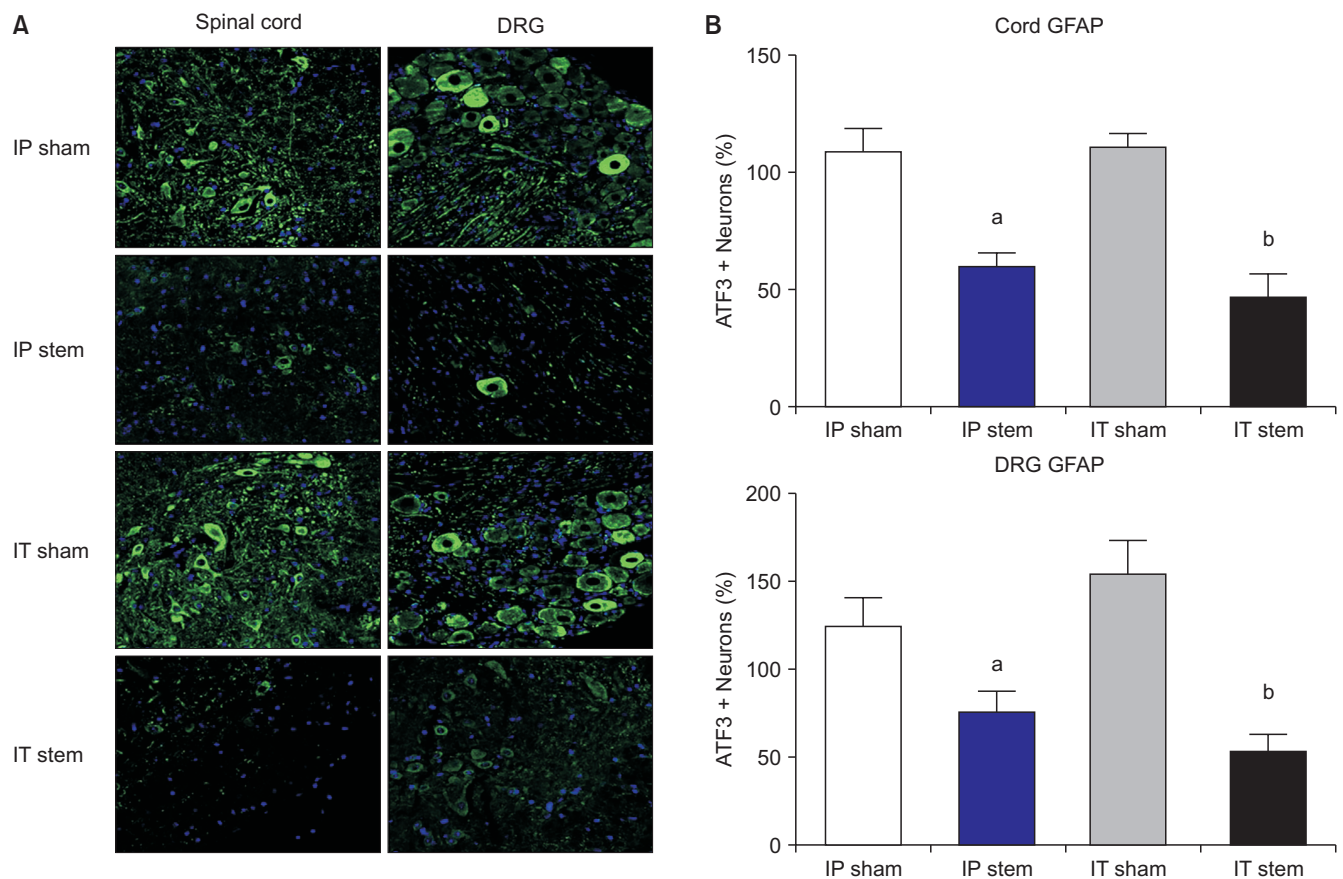 A
Spinal cord
DRG
IP sham
IP stem
IT sham
IT stem
B
Cord GFAP
ATF3 + Neurons (%)
150
100
50
0
a
b
IP sham
IP stem
IT sham
IT stem
DRG GFAP
ATF3 + Neurons (%)
200
150
100
50
0
a
b
IP sham
IP stem
IT sham
IT stem